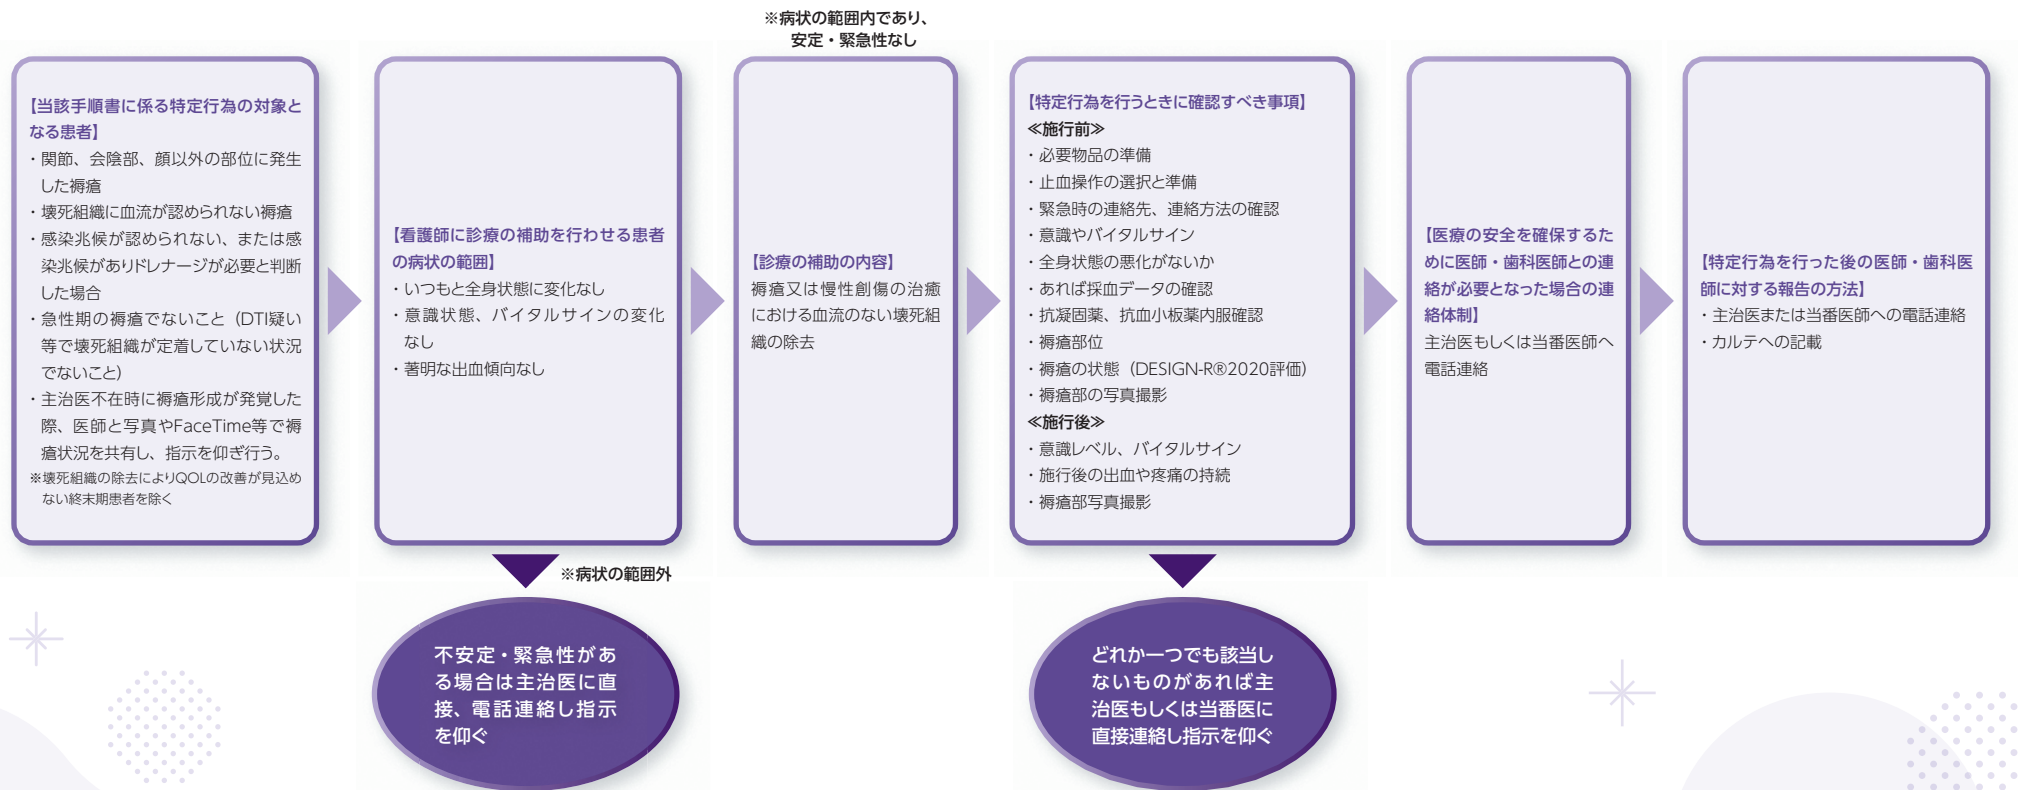 ※病状の範囲内であり、
安定・緊急性なし
【当該手順書に係る特定行為の対象と
なる患者】
・関節、会陰部、顔以外の部位に発生
した褥瘡
・壊死組織に血流が認められない褥瘡
・感染兆候が認められない、または感
染兆候がありドレナージが必要と判断
した場合
・急性期の褥瘡でないこと（DTI疑い
等で壊死組織が定着していない状況
でないこと）
・主治医不在時に褥瘡形成が発覚した
際、医師と写真やFaceTime等で褥
瘡状況を共有し、指示を仰ぎ行う。
※壊死組織の除去によりQOLの改善が見込め
ない終末期患者を除く
【看護師に診療の補助を行わせる患者
の病状の範囲】
・いつもと全身状態に変化なし
・意識状態、バイタルサインの変化
なし
・著明な出血傾向なし
※病状の範囲外
不安定・緊急性があ
る場合は主治医に直
接、電話連絡し指示
を仰ぐ
【診療の補助の内容】
褥瘡又は慢性創傷の治癒
における血流のない壊死組
織の除去
【特定行為を行うときに確認すべき事項】
≪施行前≫
・必要物品の準備
・止血操作の選択と準備
・緊急時の連絡先、連絡方法の確認
・意識やバイタルサイン
・全身状態の悪化がないか
・あれば採血データの確認
・抗凝固薬、抗血小板薬内服確認
・褥瘡部位
・褥瘡の状態（DESIGN-R®2020評価）
・褥瘡部の写真撮影
≪施行後≫
・意識レベル、バイタルサイン
・施行後の出血や疼痛の持続
・褥瘡部写真撮影
どれか一つでも該当し
ないものがあれば主
治医もしくは当番医に
直接連絡し指示を仰ぐ
【医療の安全を確保するた
めに医師・歯科医師との連
絡が必要となった場合の連
絡体制】
主治医もしくは当番医師へ
電話連絡
【特定行為を行った後の医師・歯科医
師に対する報告の方法】
・主治医または当番医師への電話連絡
・カルテへの記載